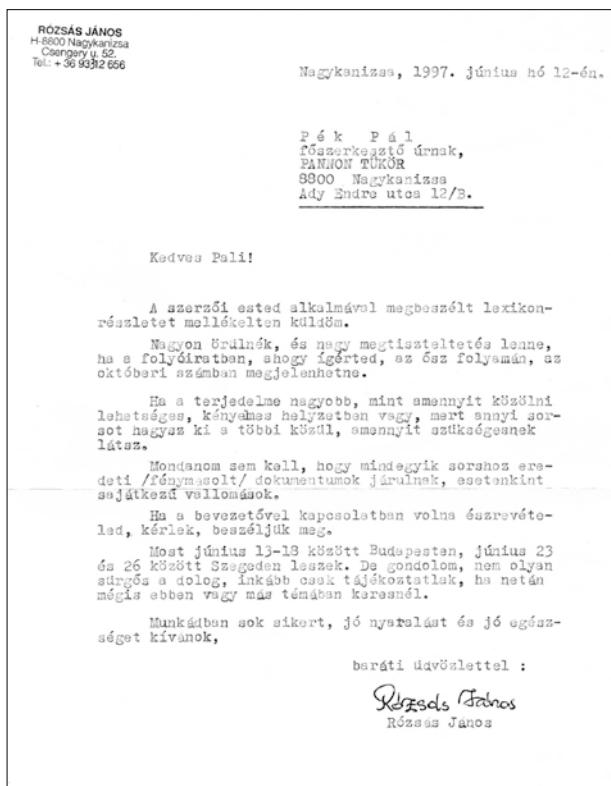 RÓZSÁS JÁNOS
H-8800 Nagykanizsa
Csengery u. 52.
Tel.: + 36 93/312 656
Nagykanizsa, 1997. június hó 12-én.
P é k   P á l
főszerkesztő úrnak,
PANNON TÜKÖR
8800 Nagykanizsa
Ady Endre utca 12/B.
Kedves Pali!
A szerzői ested alkalmával megbeszélt lexikon-
részletet mellékelten küldöm.
Nagyon örülnék, és nagy megtiszteltetés lenne,
ha a folyóiratban, ahogy ígérted, az ősz folyamán, az
októberi számban megjelenhetne.
Ha a terjedelme nagyobb, mint amennyit közölni
lehetséges, kényelmes helyzetben vagy, mert annyi sor-
sot hagysz ki a többi közül, amennyit szükségesnek
látsz.
Mondanom sem kell, hogy mindegyik sorshoz ere-
deti /fénymásolt/ dokumentumok járulnak, esetenkint
sajátkezű vallomások.
Ha a bevezetővel kapcsolatban volna észrevéte-
led, kérlek, beszéljük meg.
Most június 13-18 között Budapesten, június 23
és 26 között Szegeden leszek. De gondolom, nem olyan
sürgős a dolog, inkább csak tájékoztatlak, ha netán
mégis ebben vagy más témában keresnél.
Munkádban sok sikert, jó nyaralást és jó egész-
séget kívánok,
baráti üdvözlettel :
Rózsás János
Rózsás János